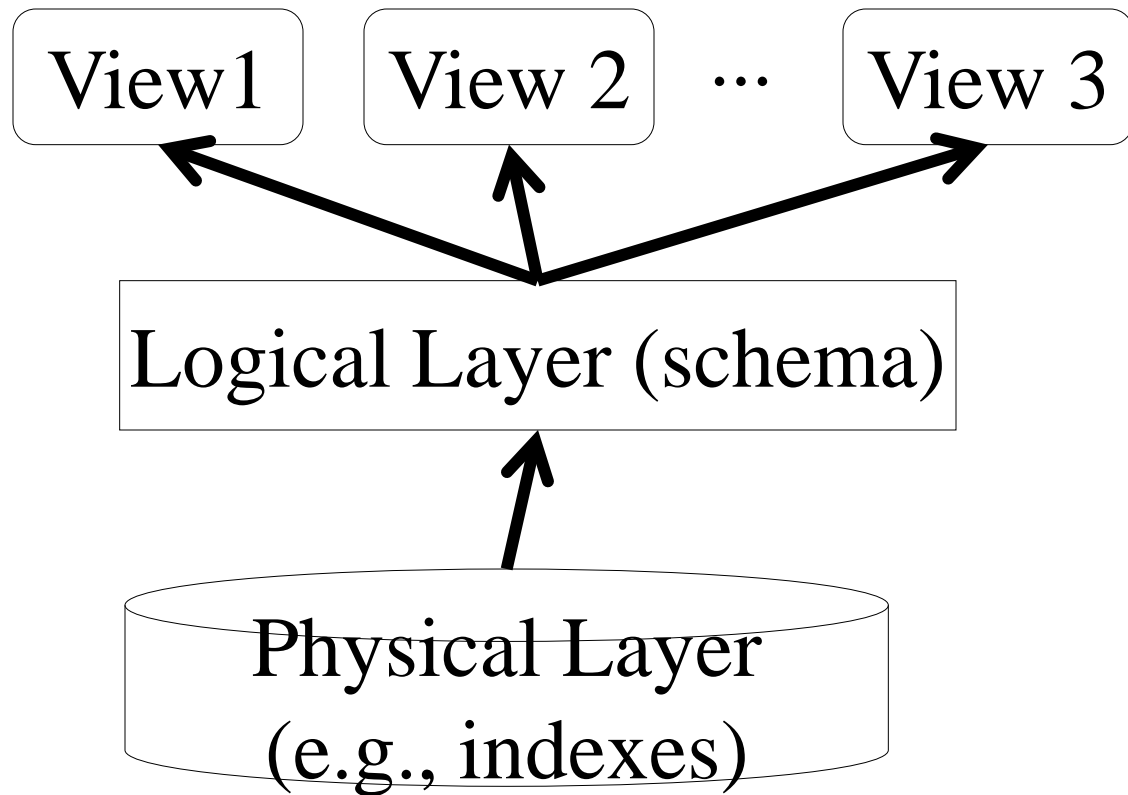 View1
View 2
...
View 3
Logical Layer (schema)
Physical Layer
(e.g., indexes)